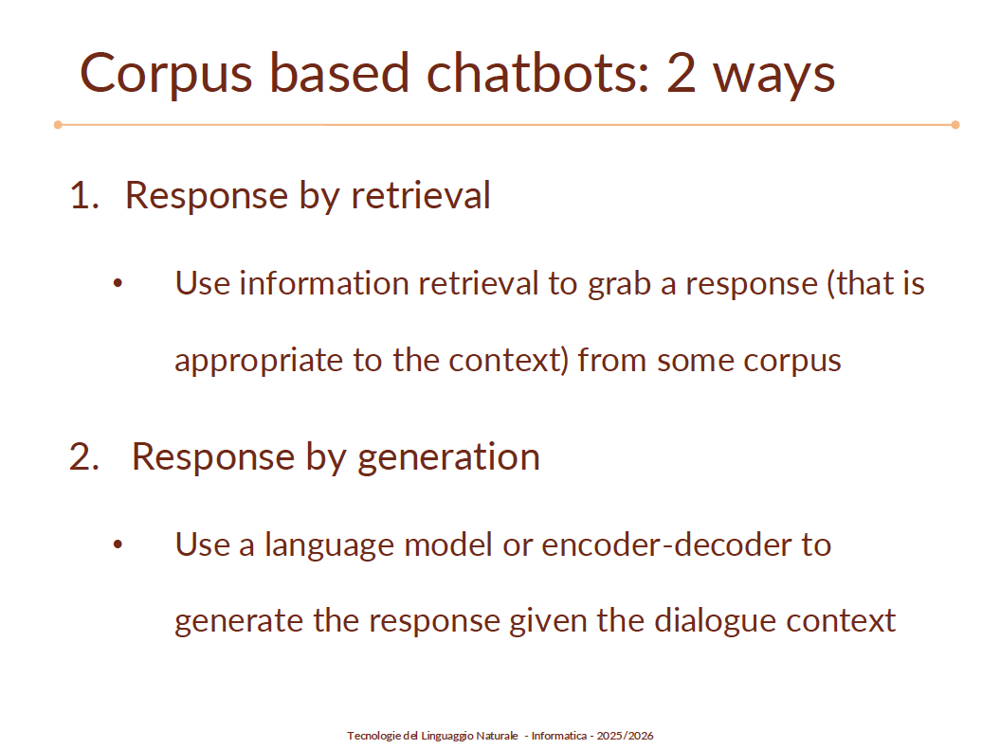 Corpus based chatbots: 2 ways
1. Response by retrieval
• Use information retrieval to grab a response (that is
appropriate to the context) from some corpus
2. Response by generation
• Use a language model or encoder-decoder to
generate the response given the dialogue context
Tecnologie del Linguaggio Naturale - Informatica - 2025/2026